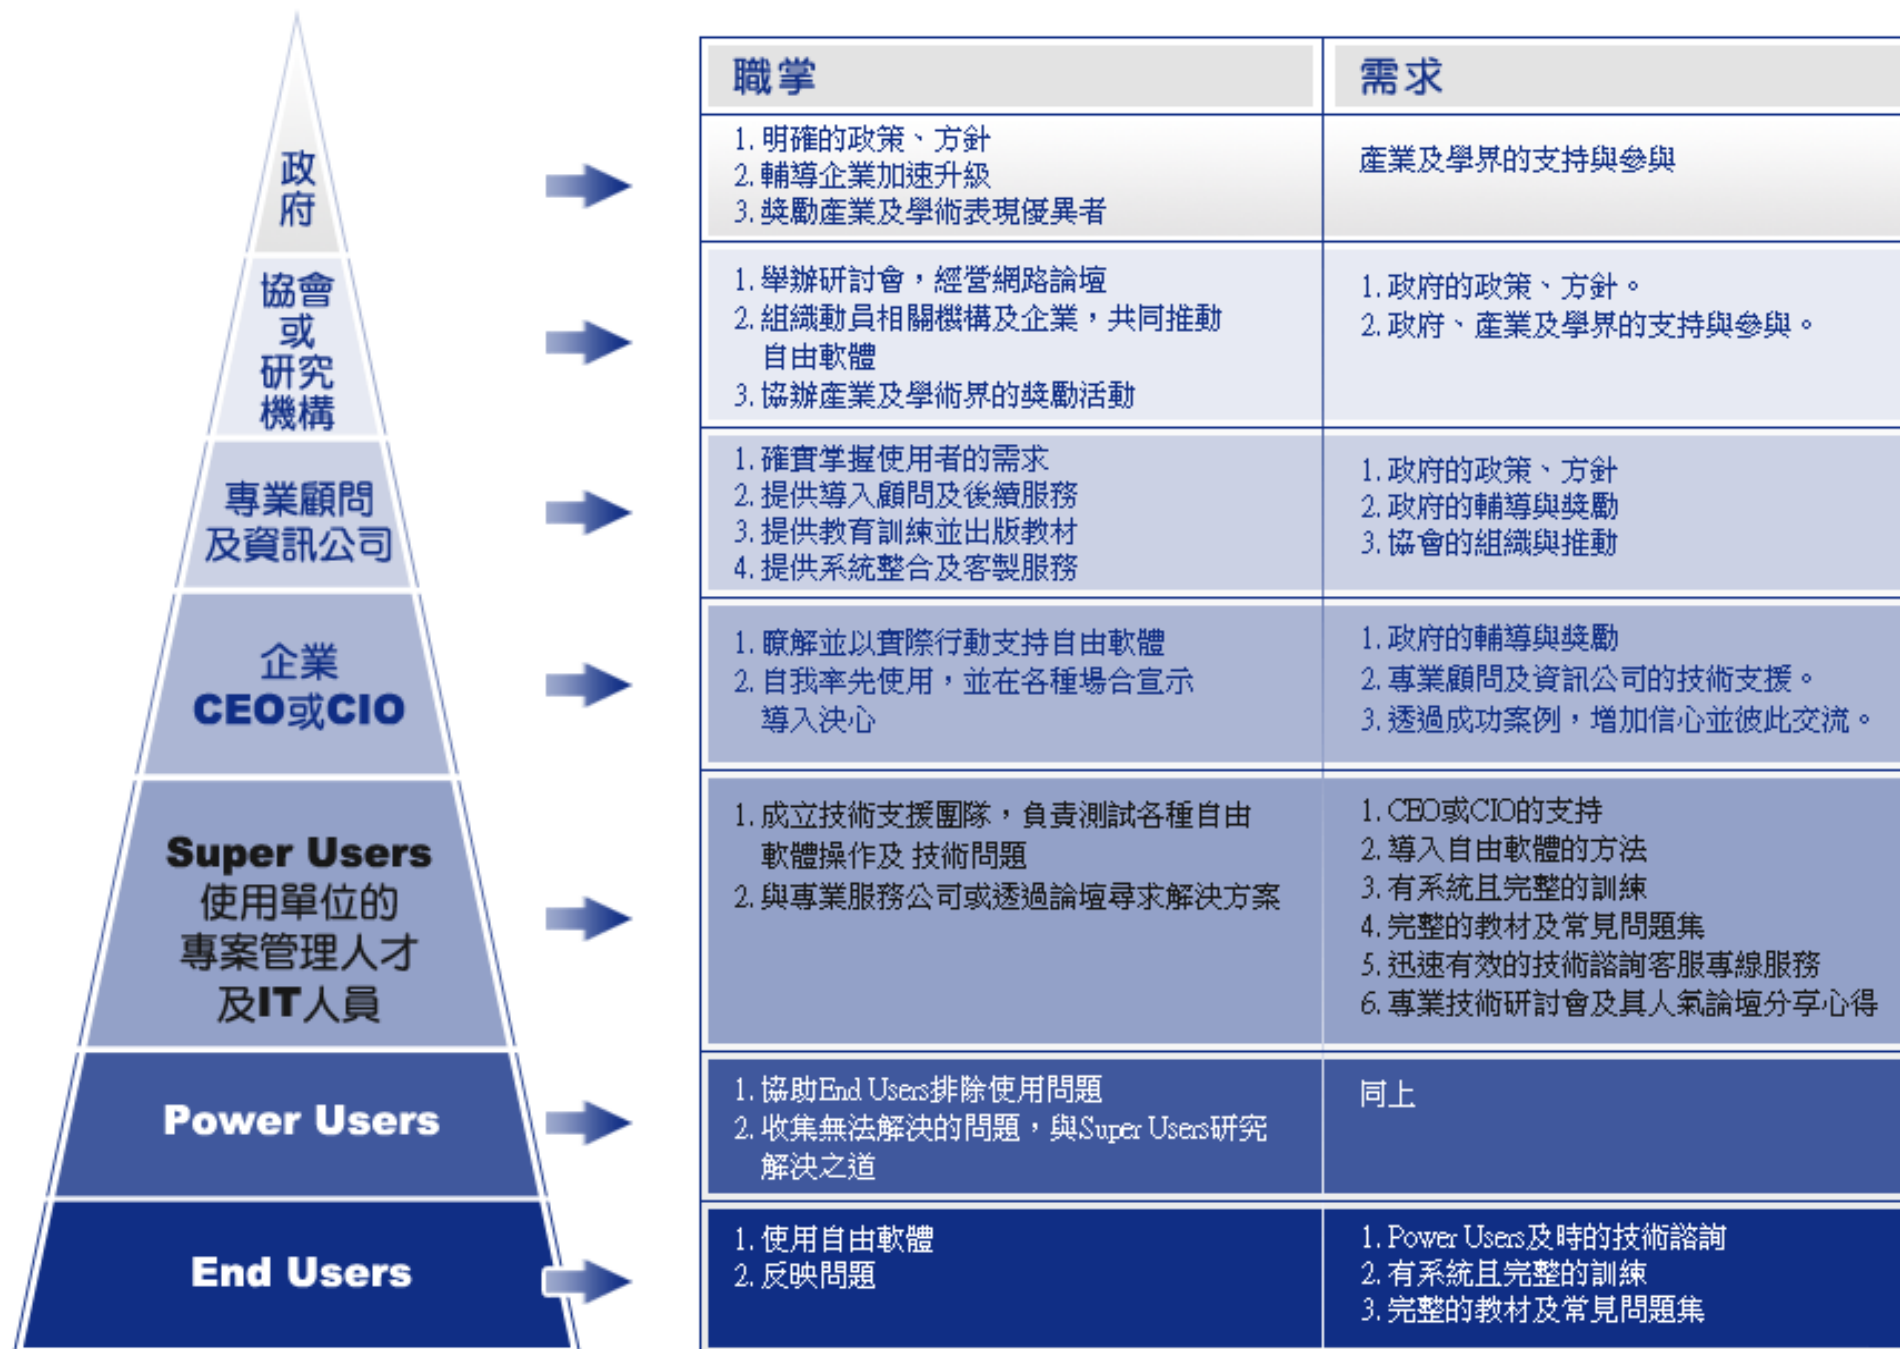 職掌
需求
政
府
1. 明確的政策、方針
2. 輔導企業加速升級
3. 獎勵產業及學術表現優異者
產業及學界的支持與參與
協會
或
研究
機構
1. 舉辦研討會，經營網路論壇
2. 組織動員相關機構及企業，共同推動
自由軟體
3. 協辦產業及學術界的獎勵活動
1. 政府的政策、方針。
2. 政府、產業及學界的支持與參與。
專業顧問
及資訊公司
1. 確實掌握使用者的需求
2. 提供導入顧問及後續服務
3. 提供教育訓練並出版教材
4. 提供系統整合及客製服務
1. 政府的政策、方針
2. 政府的輔導與獎勵
3. 協會的組織與推動
企業
CEO或CIO
1. 瞭解並以實際行動支持自由軟體
2. 自我率先使用，並在各種場合宣示
導入決心
1. 政府的輔導與獎勵
2. 專業顧問及資訊公司的技術支援。
3. 透過成功案例，增加信心並彼此交流。
Super Users
使用單位的
專案管理人才
及IT人員
1. 成立技術支援團隊，負責測試各種自由
軟體操作及 技術問題
2. 與專業服務公司或透過論壇尋求解決方案
1. CEO或CIO的支持
2. 導入自由軟體的方法
3. 有系統且完整的訓練
4. 完整的教材及常見問題集
5. 迅速有效的技術諮詢客服專線服務
6. 專業技術研討會及具人氣論壇分享心得
Power Users
1. 協助End Users排除使用問題
2. 收集無法解決的問題，與Super Users研究
解決之道
同上
End Users
1. 使用自由軟體
2. 反映問題
1. Power Users及時的技術諮詢
2. 有系統且完整的訓練
3. 完整的教材及常見問題集